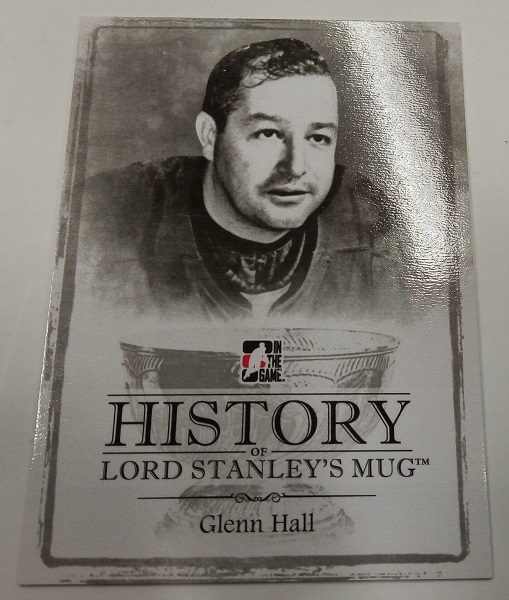 IN
THE
GAME
HISTORY
OF
LORD STANLEY'S MUG™
Glenn Hall